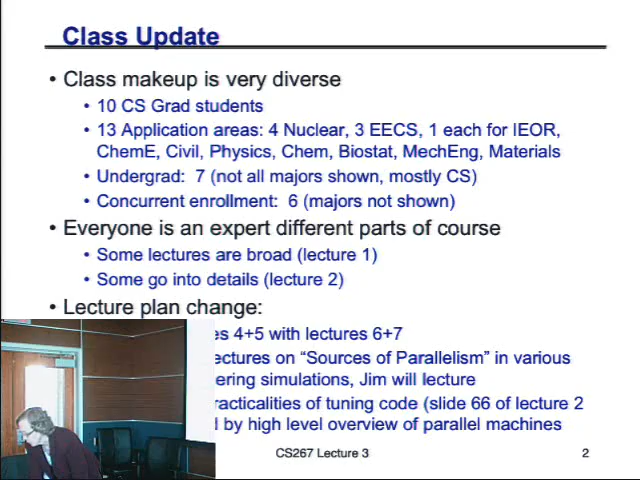 Class Update
• Class makeup is very diverse
• 10 CS Grad students
• 13 Application areas: 4 Nuclear, 3 EECS, 1 each for IEOR,
ChemE, Civil, Physics, Chem, Biostat, MechEng, Materials
• Undergrad: 7 (not all majors shown, mostly CS)
• Concurrent enrollment: 6 (majors not shown)
• Everyone is an expert different parts of course
• Some lectures are broad (lecture 1)
• Some go into details (lecture 2)
• Lecture plan change:
es 4+5 with lectures 6+7
ectures on "Sources of Parallelism" in various
ering simulations, Jim will lecture
racticalities of tuning code (slide 66 of lecture 2
d by high level overview of parallel machines
CS267 Lecture 3
2